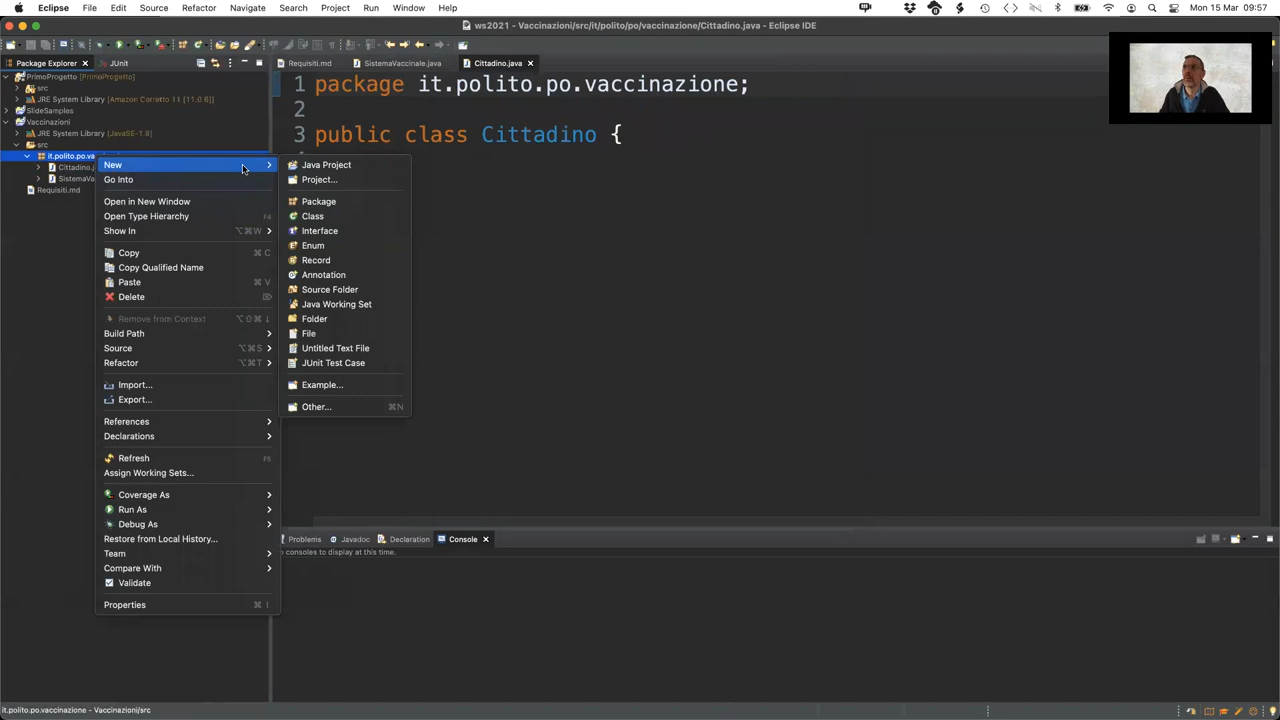 Eclipse File Edit Source Refactor Navigate Search Project Run Window Help Mon 15 Mar 09:57
ws2021 - Vaccinazioni/src/it/polito/po/vaccinazione/Cittadino.java - Eclipse IDE
Package Explorer JUnit
Requisiti.md SistemaVaccinale.java Cittadino.java
PrimoProgetto [PrimoProgetto]
src
JRE System Library [Amazon Corretto 11 [11.0.6]]
SlideSamples
Vaccinazioni
JRE System Library [JavaSE-1.8]
src
it.polito.po.va
Cittadino.j
SistemaVa
Requisiti.md
1 package it.polito.po.vaccinazione;
2
3 public class Cittadino {
New
Go Into
Open in New Window
Open Type Hierarchy F4
Show In ⌥⌘W
Copy ⌘C
Copy Qualified Name
Paste ⌘V
Delete ⌦
Remove from Context ⌥⇧⌘↓
Build Path
Source ⌥⌘S
Refactor ⌥⌘T
Import...
Export...
References
Declarations
Refresh F5
Assign Working Sets...
Coverage As
Run As
Debug As
Restore from Local History...
Team
Compare With
Validate
Properties ⌘I
Java Project
Project...
Package
Class
Interface
Enum
Record
Annotation
Source Folder
Java Working Set
Folder
File
Untitled Text File
JUnit Test Case
Example...
Other... ⌘N
Problems Javadoc Declaration Console
consoles to display at this time.
it.polito.po.vaccinazione - Vaccinazioni/src